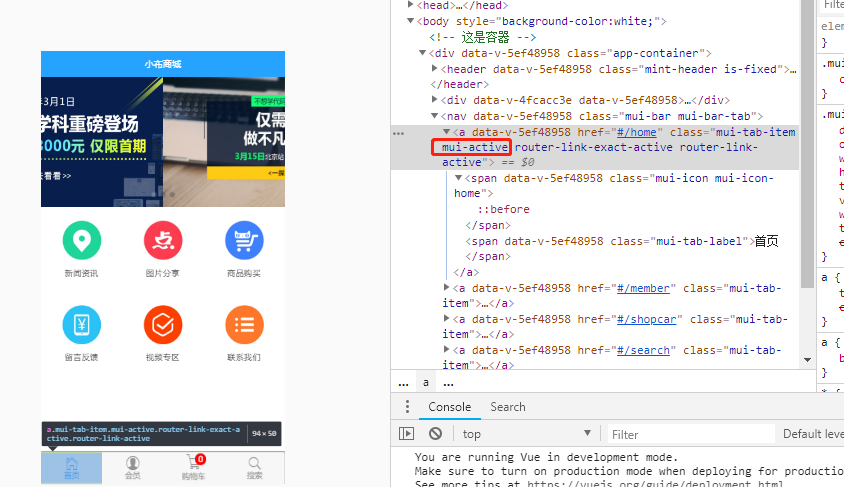 小布商城
年3月1日
学科重磅登场
8000元 仅限首期
去看看>>
不想学代码
仅需
做不凡
3月15日北京站
新闻资讯
图片分享
商品购买
留言反馈
视频专区
联系我们
a.mui-tab-item.mui-active.router-link-exact-a
ctive.router-link-active
94×50
首页
会员
0
购物车
搜索
<head>…</head>
<body style="background-color:white;">
<!-- 这是容器 -->
<div data-v-5ef48958 class="app-container">
<header data-v-5ef48958 class="mint-header is-fixed">…
</header>
<div data-v-4fcacc3e data-v-5ef48958>…</div>
<nav data-v-5ef48958 class="mui-bar mui-bar-tab">
<a data-v-5ef48958 href="#/home" class="mui-tab-item
mui-active router-link-exact-active router-link-
active"> == $0
<span data-v-5ef48958 class="mui-icon mui-icon-
home">
::before
</span>
<span data-v-5ef48958 class="mui-tab-label">首页
</span>
</a>
<a data-v-5ef48958 href="#/member" class="mui-tab-
item">…</a>
<a data-v-5ef48958 href="#/shopcar" class="mui-tab-
item">…</a>
<a data-v-5ef48958 href="#/search" class="mui-tab-
item">…</a>
... a ...
Console Search
top
Filter
Default leve
You are running Vue in development mode.
Make sure to turn on production mode when deploying for productio
See more tips at https://vuejs.org/guide/deployment.html
Filte
elem
}
.mui
}
.mu
}
a {
}
a {
}